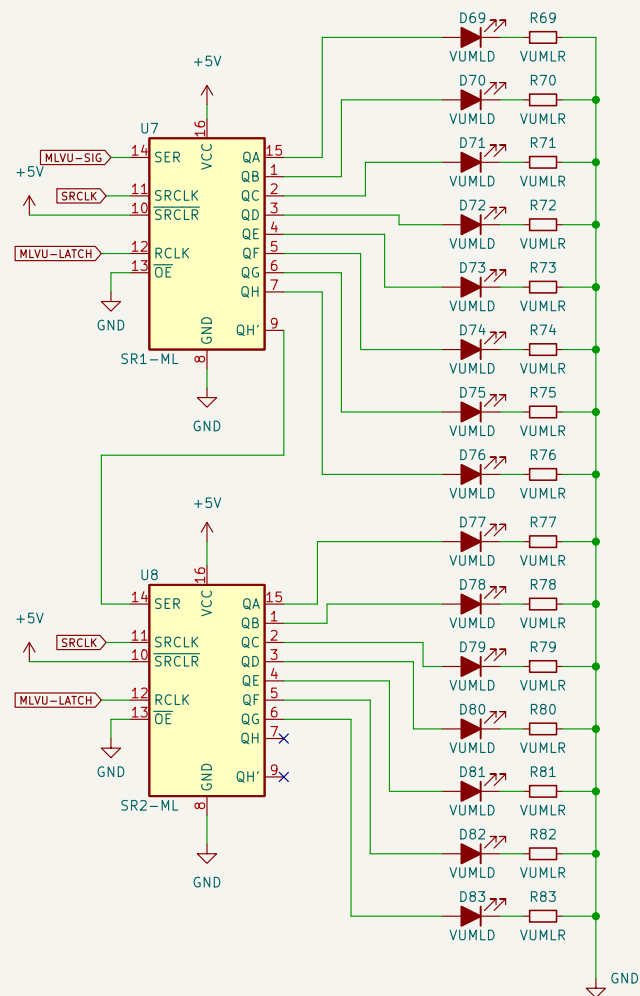 +5V
U7
16
VCC
MLVU-SIG
14
SER
QA
15
QB
1
+5V
SRCLK
11
SRCLK
QC
2
10
SRCLR
QD
3
QE
4
MLVU-LATCH
12
RCLK
QF
5
13
OE
QG
6
QH
7
GND
GND
QH'
9
8
SR1-ML
GND
+5V
U8
16
VCC
14
SER
QA
15
QB
1
+5V
SRCLK
11
SRCLK
QC
2
10
SRCLR
QD
3
QE
4
MLVU-LATCH
12
RCLK
QF
5
13
OE
QG
6
QH
7
GND
GND
QH'
9
8
SR2-ML
GND
D69 R69
VUMLD VUMLR
D70 R70
VUMLD VUMLR
D71 R71
VUMLD VUMLR
D72 R72
VUMLD VUMLR
D73 R73
VUMLD VUMLR
D74 R74
VUMLD VUMLR
D75 R75
VUMLD VUMLR
D76 R76
VUMLD VUMLR
D77 R77
VUMLD VUMLR
D78 R78
VUMLD VUMLR
D79 R79
VUMLD VUMLR
D80 R80
VUMLD VUMLR
D81 R81
VUMLD VUMLR
D82 R82
VUMLD VUMLR
D83 R83
VUMLD VUMLR
GND